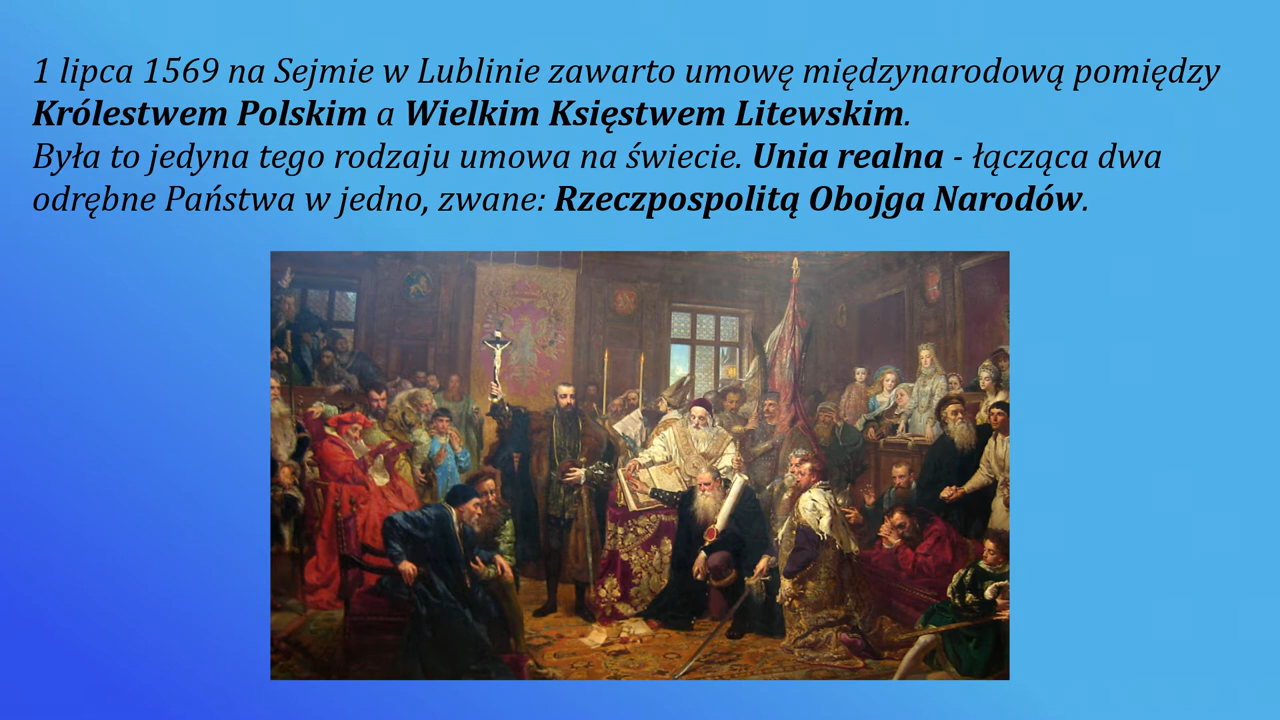 1 lipca 1569 na Sejmie w Lublinie zawarto umowę międzynarodową pomiędzy
Królestwem Polskim a Wielkim Księstwem Litewskim.
Była to jedyna tego rodzaju umowa na świecie. Unia realna - łącząca dwa
odrębne Państwa w jedno, zwane: Rzeczpospolitą Obojga Narodów.